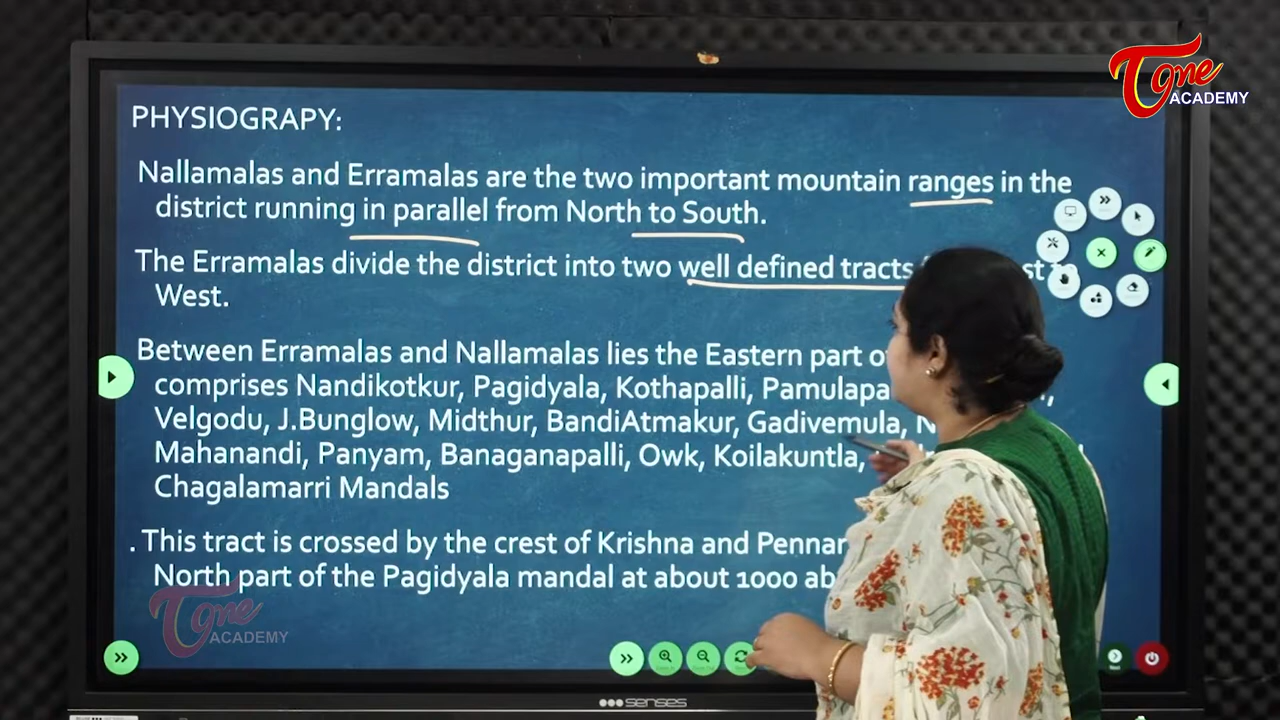 Tone
ACADEMY
PHYSIOGRAPY:
Nallamalas and Erramalas are the two important mountain ranges in the
district running in parallel from North to South.
The Erramalas divide the district into two well defined tracts
West.
Between Erramalas and Nallamalas lies the Eastern part
comprises Nandikotkur, Pagidyala, Kothapalli,
Velgodu, J.Bunglow, Midthur, BandiAtmakur, Gadivemula,
Mahanandi, Panyam, Banaganapalli, Owk, Koilakuntla,
Chagalamarri Mandals
. This tract is crossed by the crest of Krishna and
North part of the Pagidyala mandal at about 1000
Tone
ACADEMY
senses